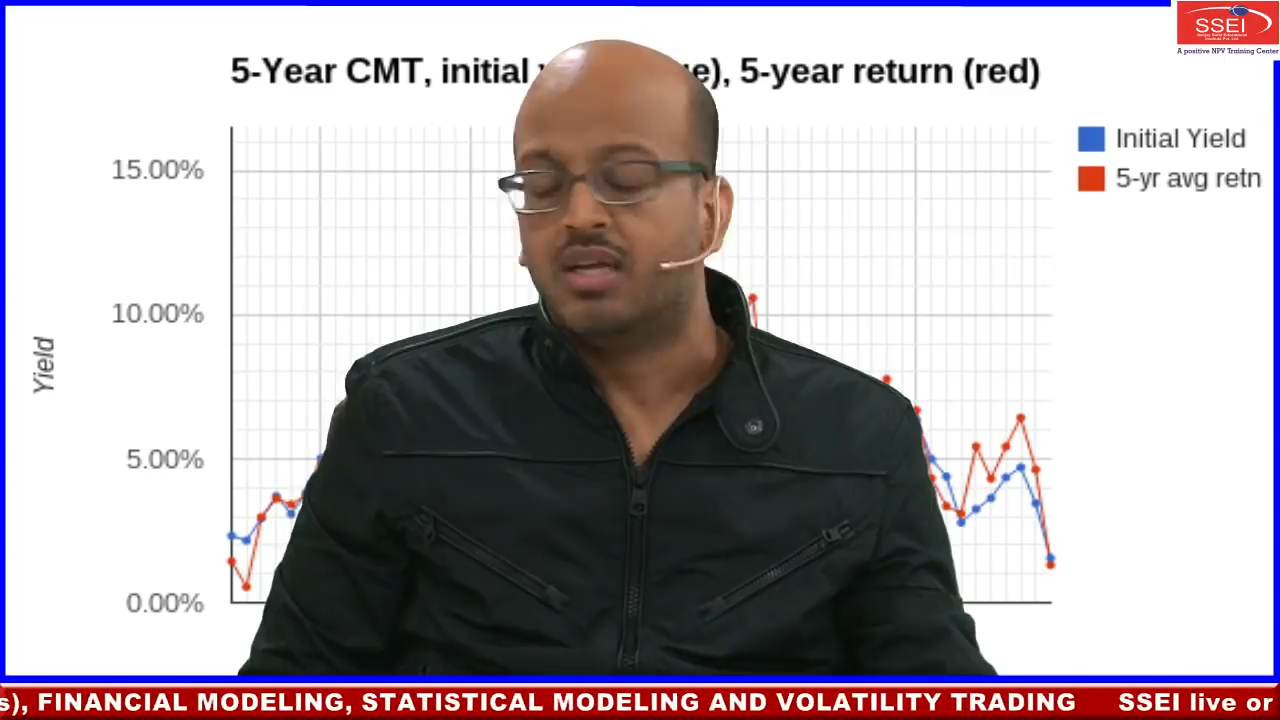 SSEI
A positive NPV Training Center
5-Year CMT, initial e), 5-year return (red)
Initial Yield
5-yr avg retn
15.00%
10.00%
Yield
5.00%
0.00%
s), FINANCIAL MODELING, STATISTICAL MODELING AND VOLATILITY TRADING SSEI live or